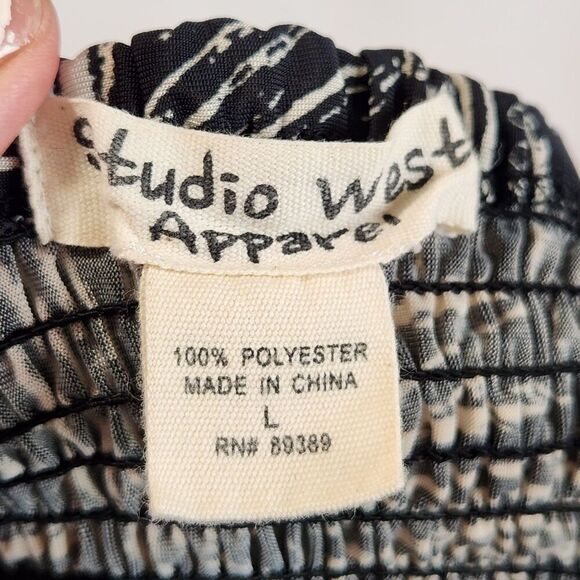 Studio West
Apparel
100% POLYESTER
MADE IN CHINA
L
RN# 89389